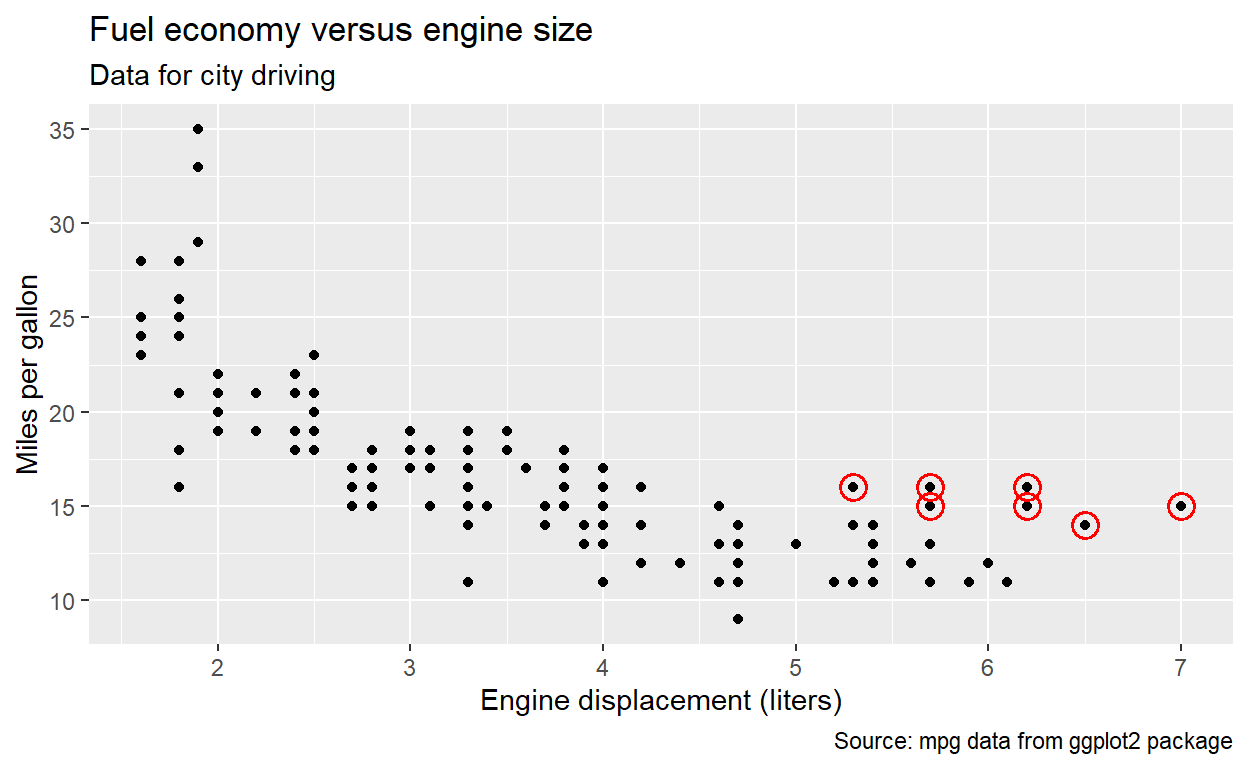 Fuel economy versus engine size
Data for city driving
Miles per gallon
35
30
25
20
15
10
2 3 4 5 6 7
Engine displacement (liters)
Source: mpg data from ggplot2 package